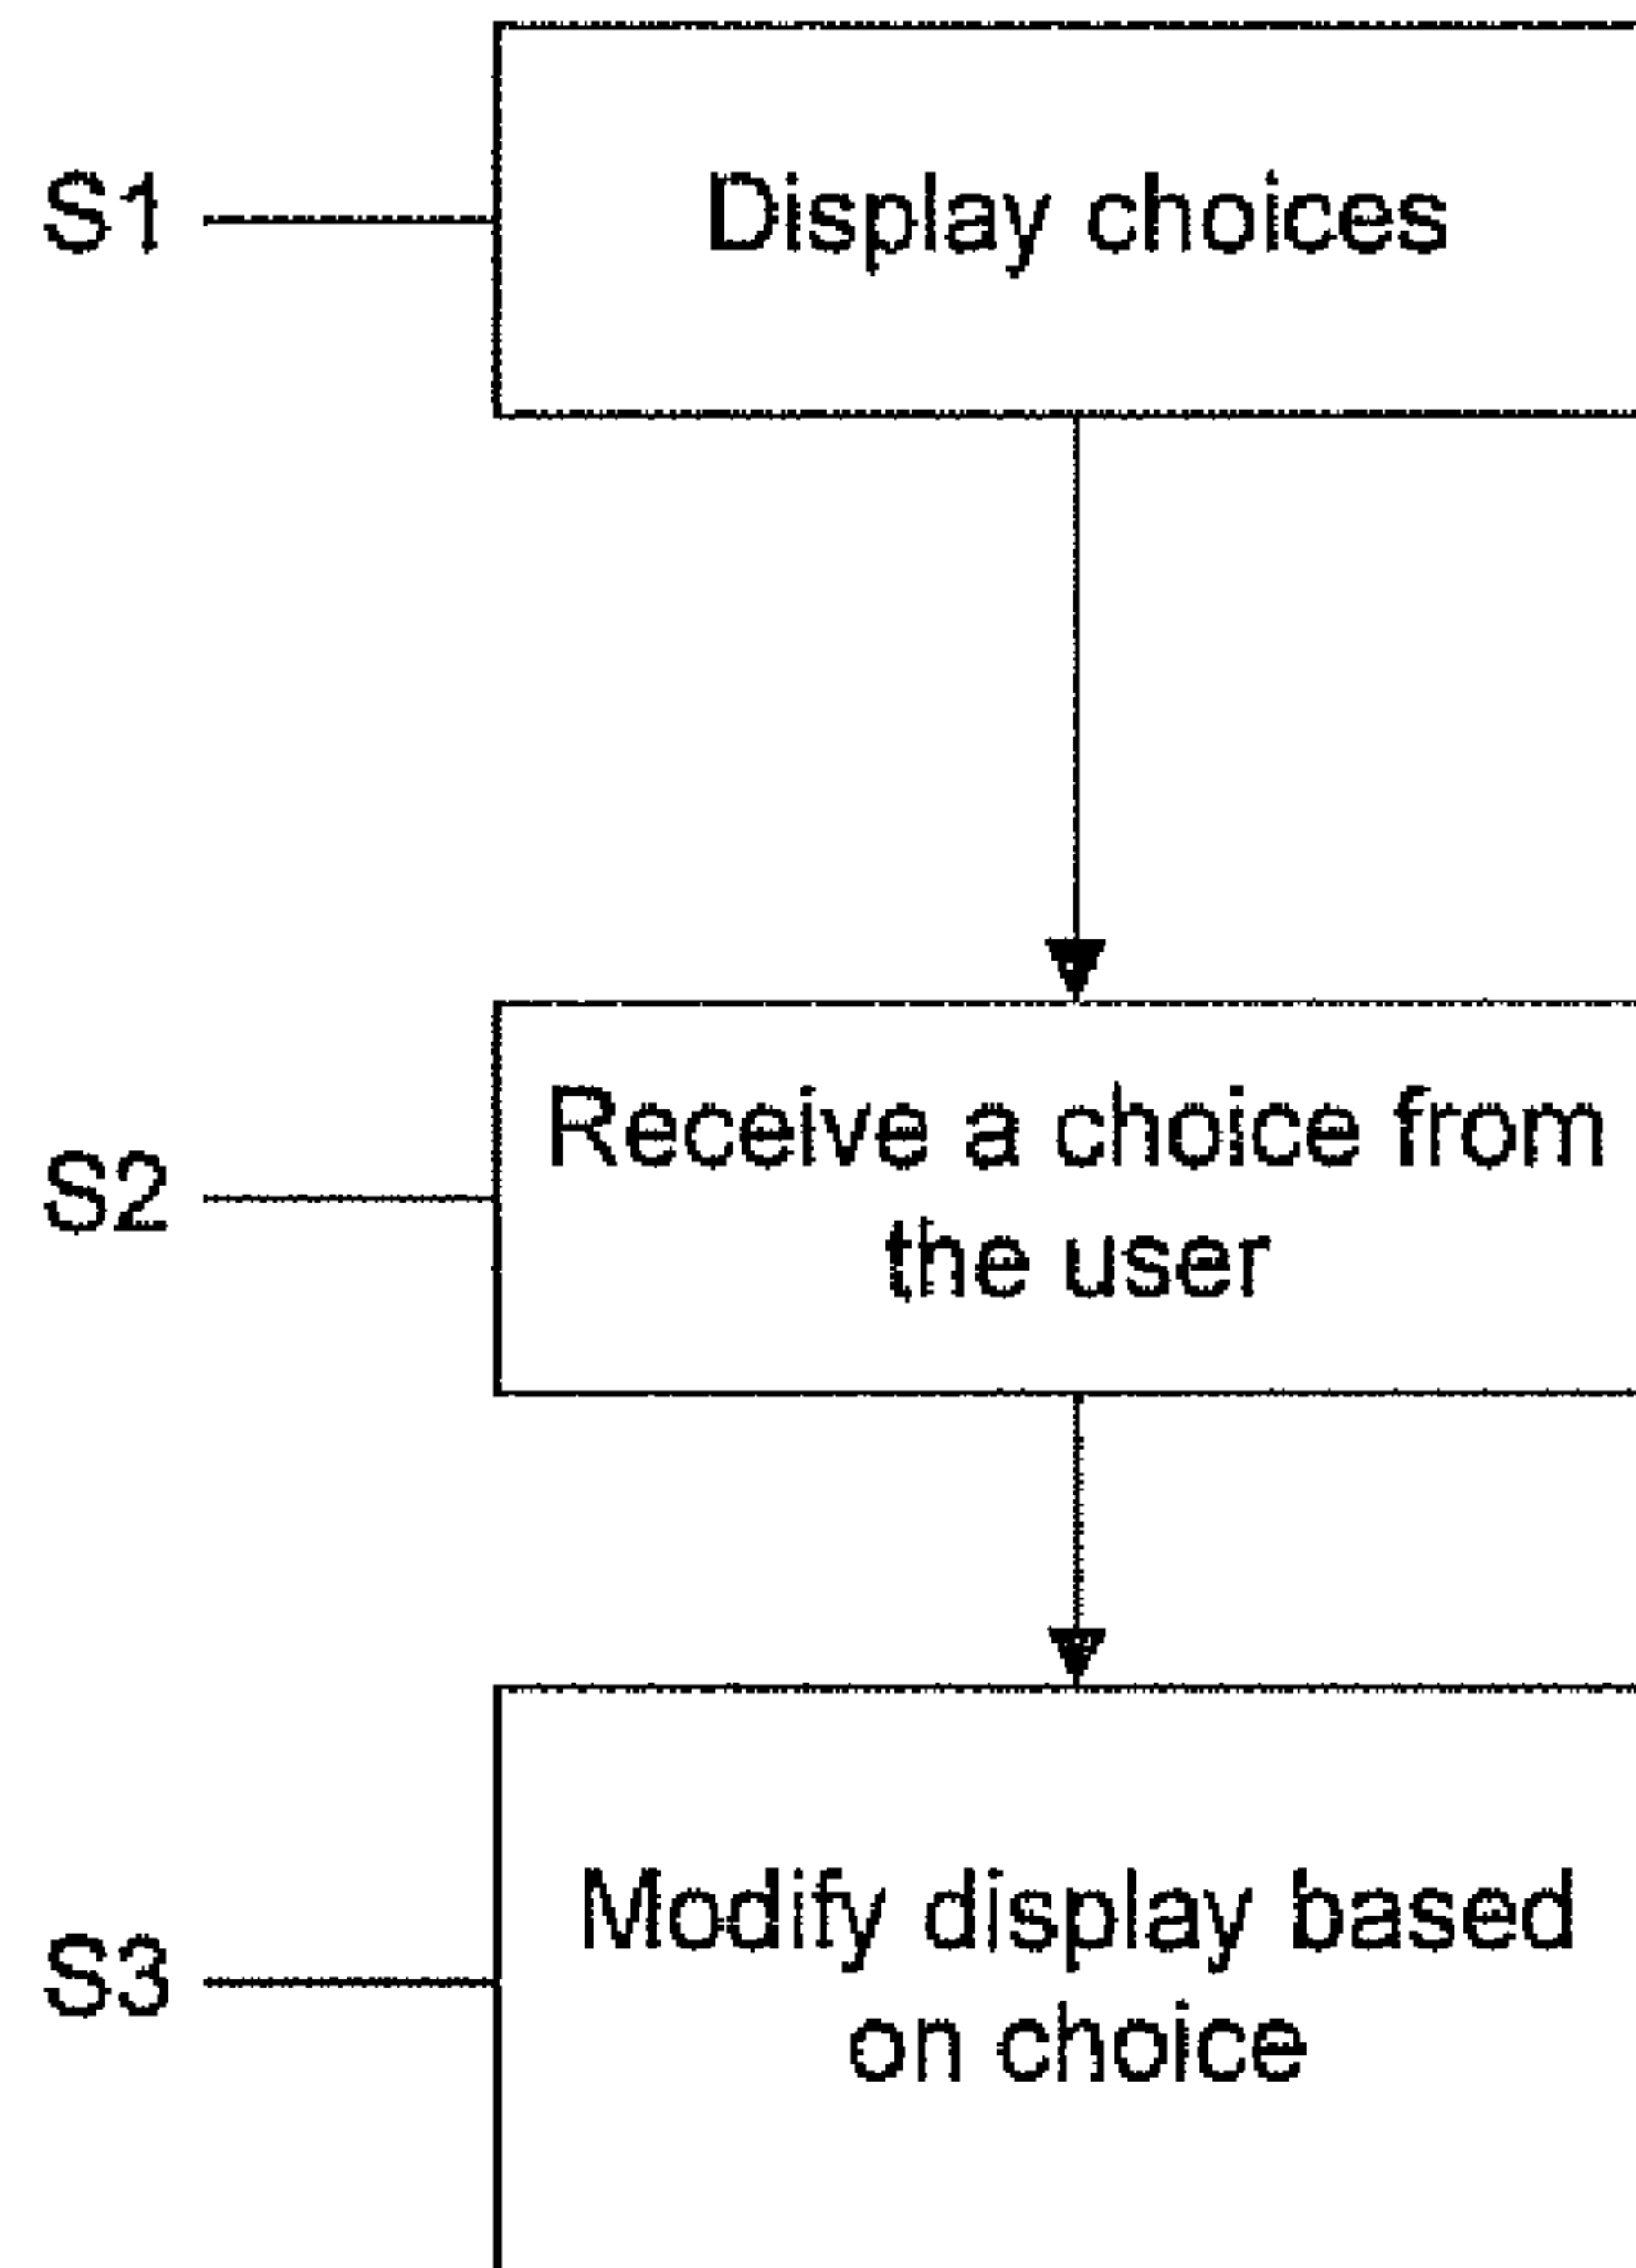 S1
Display choices
S2
Receive a choice from
the user
S3
Modify display based
on choice